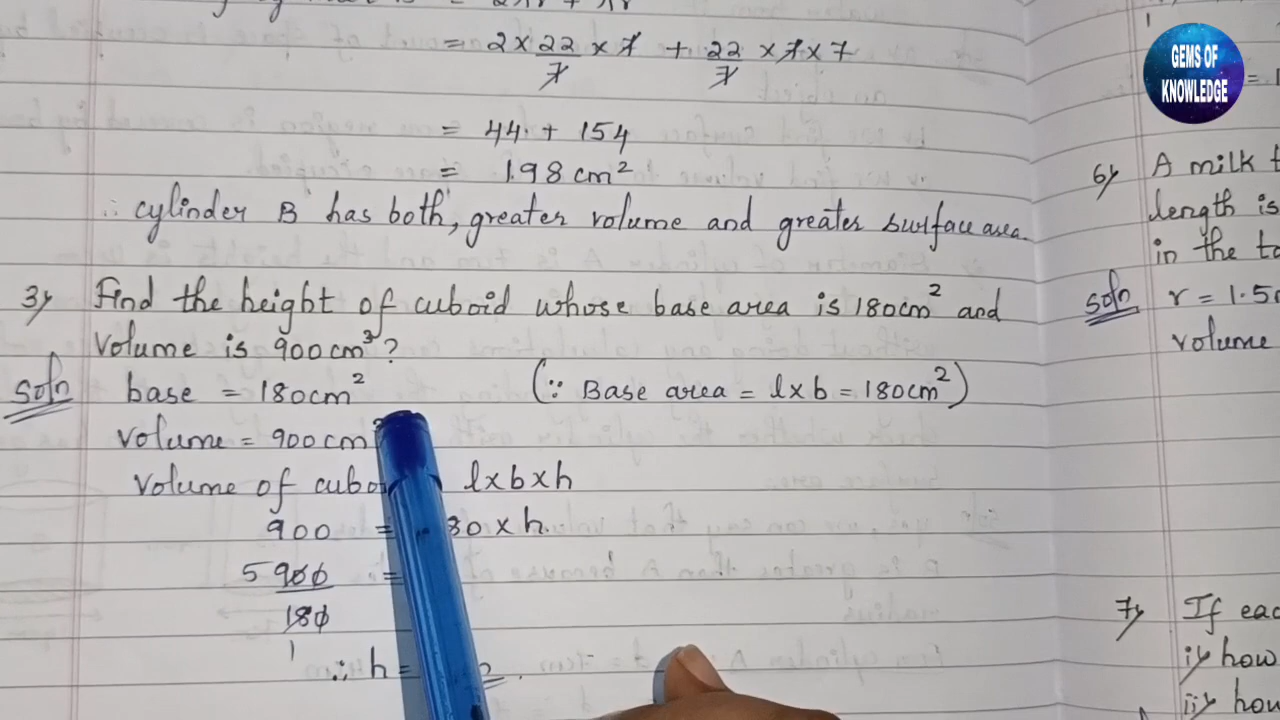 = 2 × 22/7 × 7 + 22/7 × 7 × 7
= 44 + 154
= 198 cm²
∴ cylinder B has both, greater volume and greater surface area.
3) Find the height of cuboid whose base area is 180cm² and
volume is 900cm³?
Soln base = 180cm² (∵ Base area = l×b = 180cm²)
volume = 900cm
volume of l×b×h
900 = 80 × h.
5 900 =
180
1
∴ h =
GEMS OF
KNOWLEDGE
6) A milk
length is
in the
Soln r = 1.5
volume
7) If
i) how
ii)